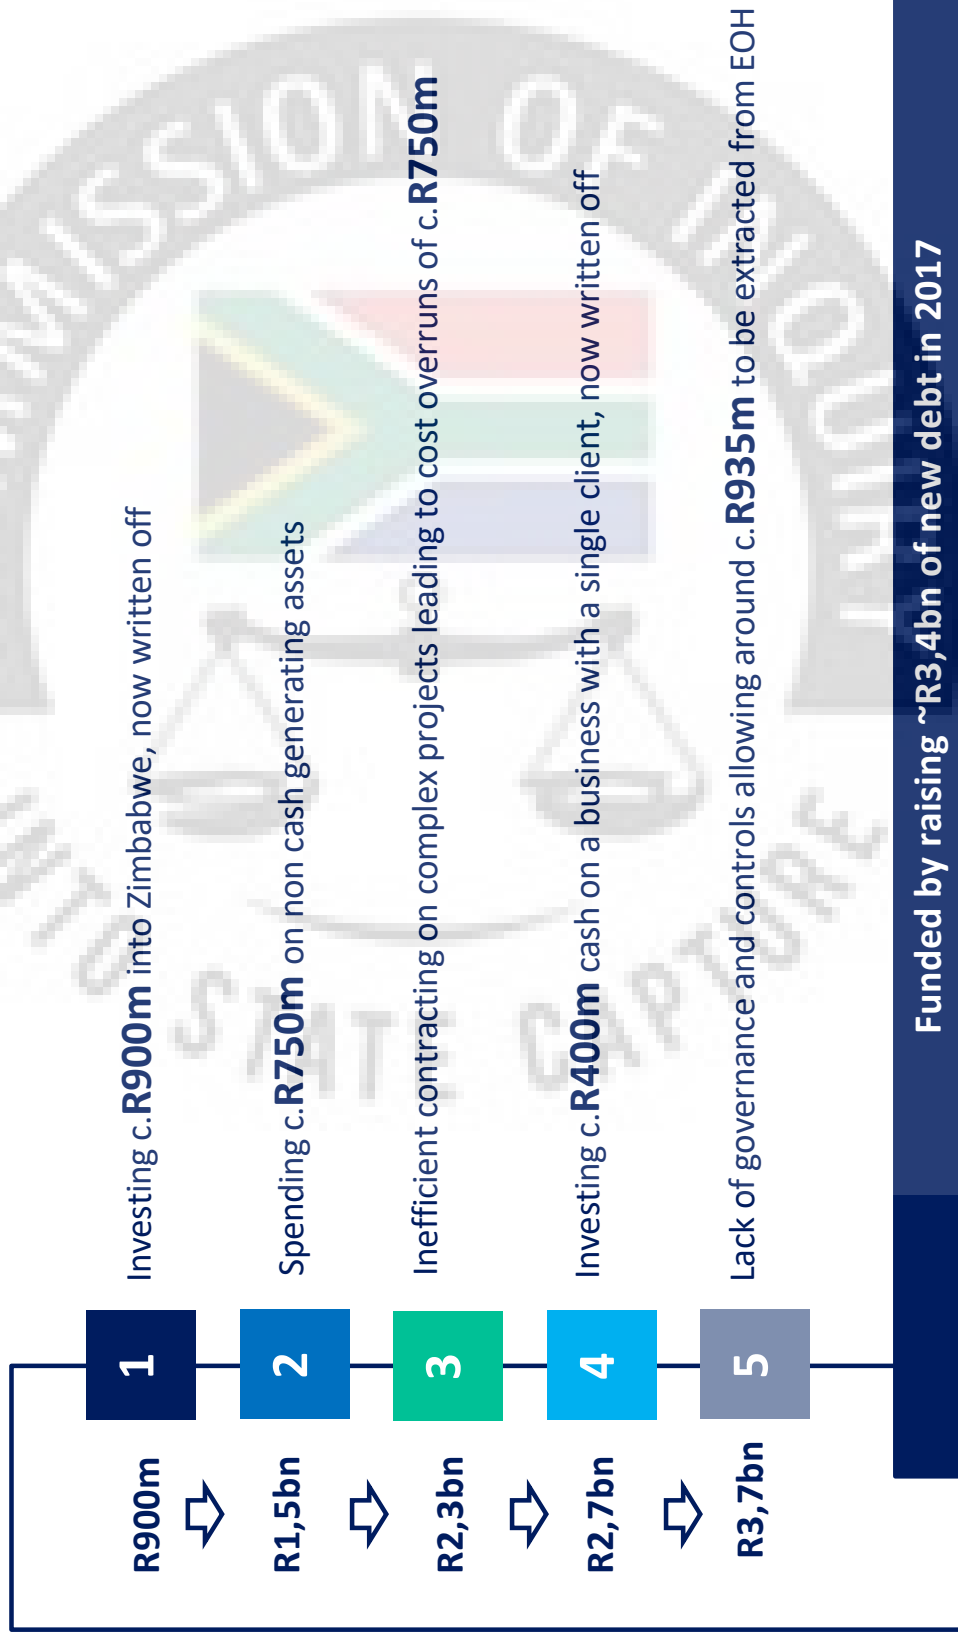 R900m 1 Investing c.R900m into Zimbabwe, now written off
R1,5bn 2 Spending c.R750m on non cash generating assets
R2,3bn 3 Inefficient contracting on complex projects leading to cost overruns of c.R750m
R2,7bn 4 Investing c.R400m cash on a business with a single client, now written off
R3,7bn 5 Lack of governance and controls allowing around c.R935m to be extracted from EOH
Funded by raising ~R3,4bn of new debt in 2017
OF
STATE CAPTURE